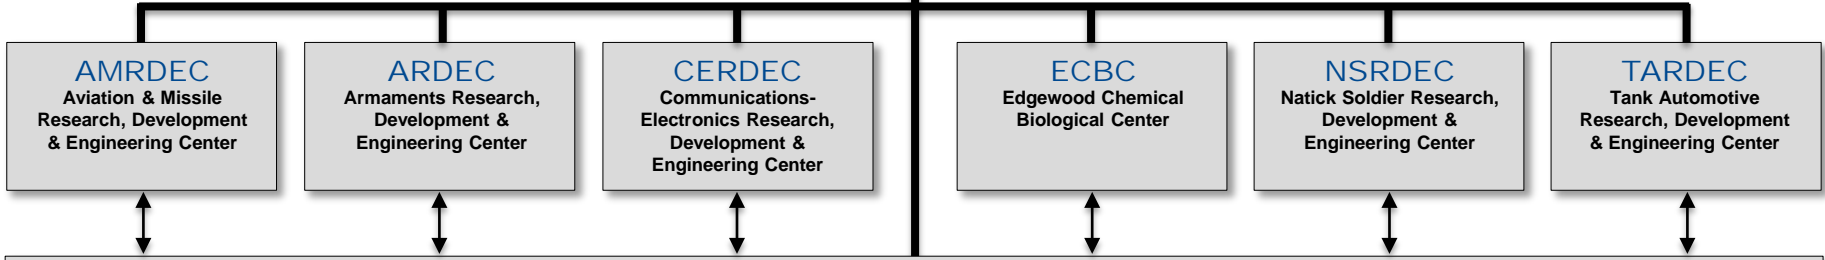 AMRDEC
Aviation & Missile
Research, Development
& Engineering Center
ARDEC
Armaments Research,
Development &
Engineering Center
CERDEC
Communications-
Electronics Research,
Development &
Engineering Center
ECBC
Edgewood Chemical
Biological Center
NSRDEC
Natick Soldier Research,
Development &
Engineering Center
TARDEC
Tank Automotive
Research, Development
& Engineering Center